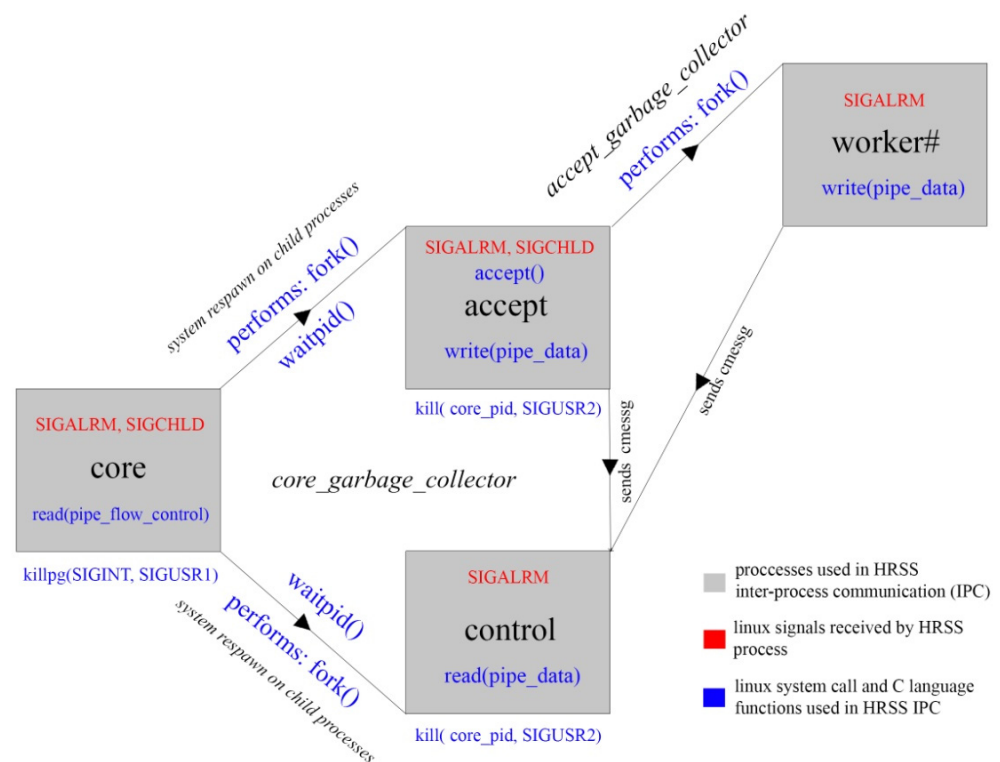 accept_garbage_collector
performs: fork()
SIGALRM
worker#
write(pipe_data)
system respawn on child processes
performs: fork()
waitpid()
SIGALRM, SIGCHLD
accept()
accept
write(pipe_data)
kill( core_pid, SIGUSR2)
sends cmessg
sends cmessg
SIGALRM, SIGCHLD
core
read(pipe_flow_control)
killpg(SIGINT, SIGUSR1)
core_garbage_collector
waitpid()
performs: fork()
system respawn on child processes
SIGALRM
control
read(pipe_data)
kill( core_pid, SIGUSR2)
proccesses used in HRSS
inter-process communication (IPC)
linux signals received by HRSS
process
linux system call and C language
functions used in HRSS IPC